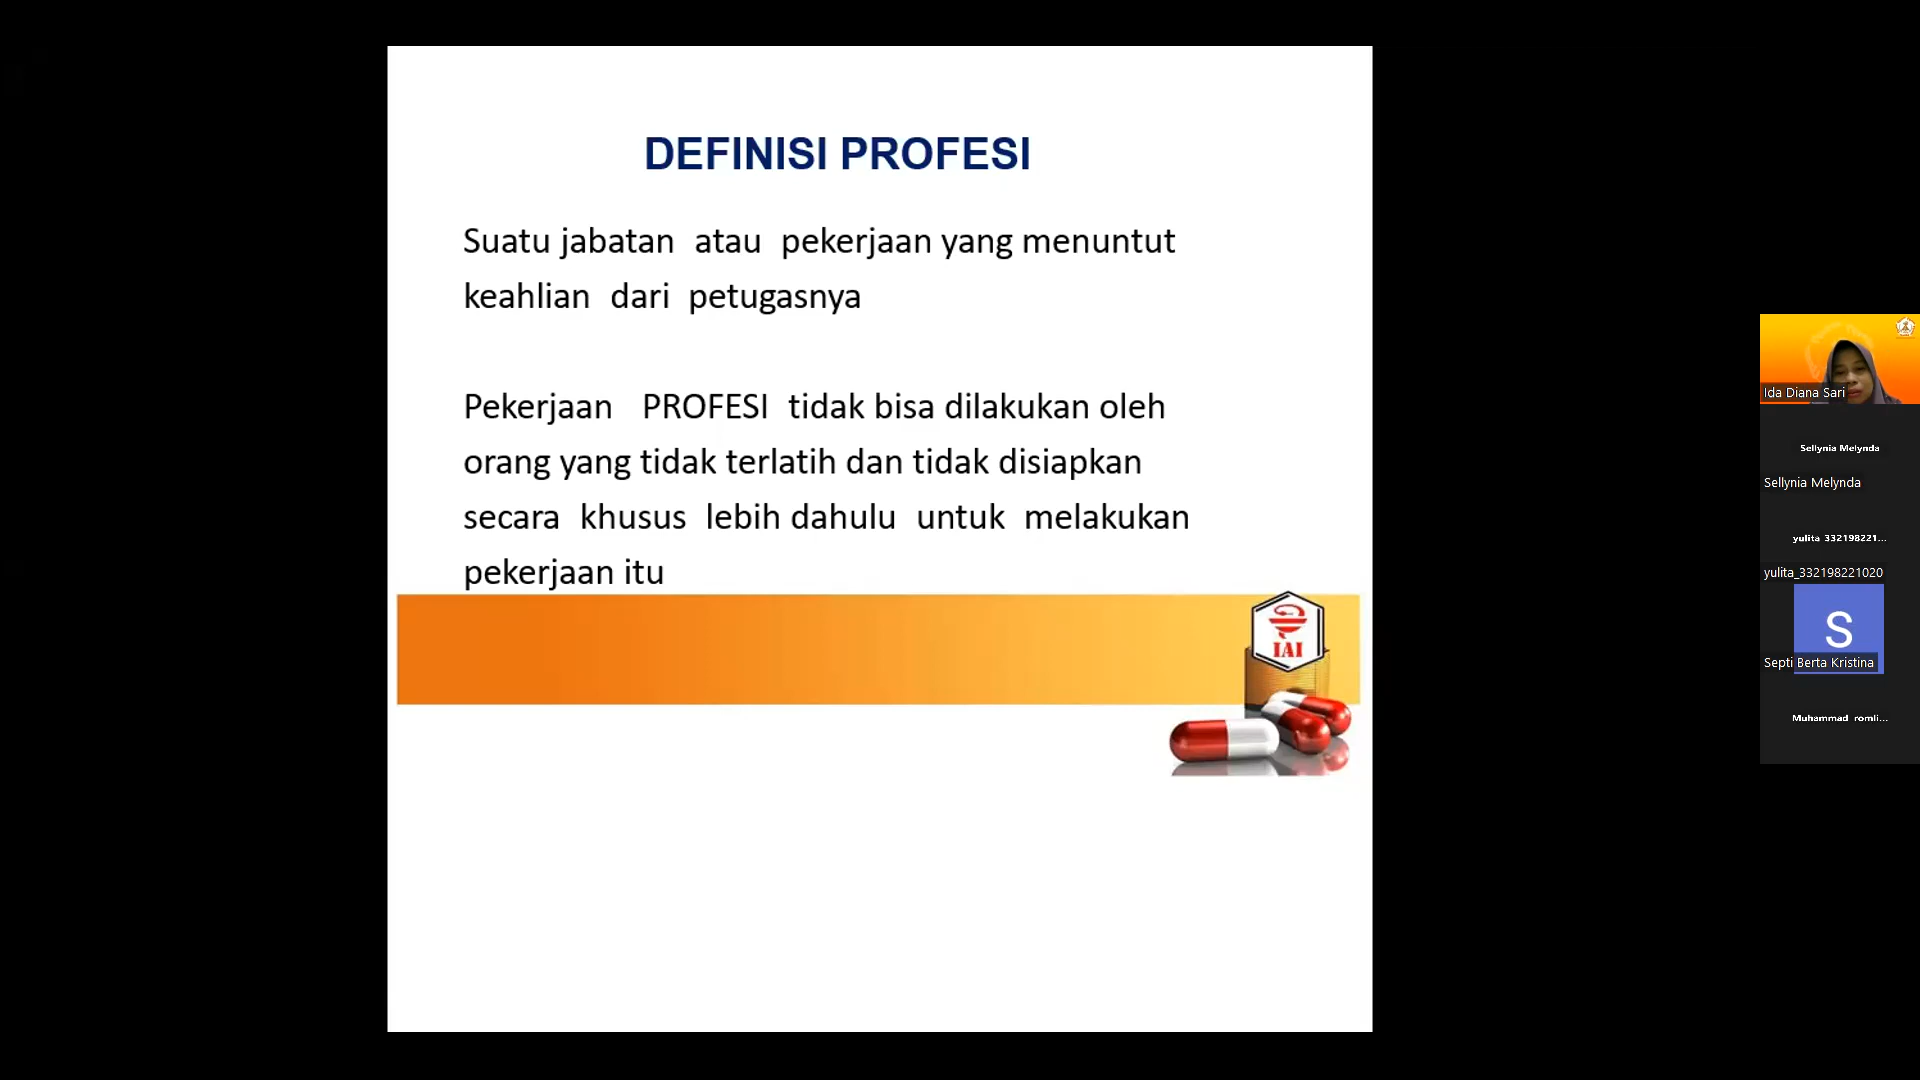 DEFINISI PROFESI
Suatu jabatan atau pekerjaan yang menuntut
keahlian dari petugasnya
Pekerjaan PROFESI tidak bisa dilakukan oleh
orang yang tidak terlatih dan tidak disiapkan
secara khusus lebih dahulu untuk melakukan
pekerjaan itu
IAI
Ida Diana Sari
Sellynia Melynda
Sellynia Melynda
yulita_332198221...
yulita_332198221020
S
Septi Berta Kristina
Muhammad romli...